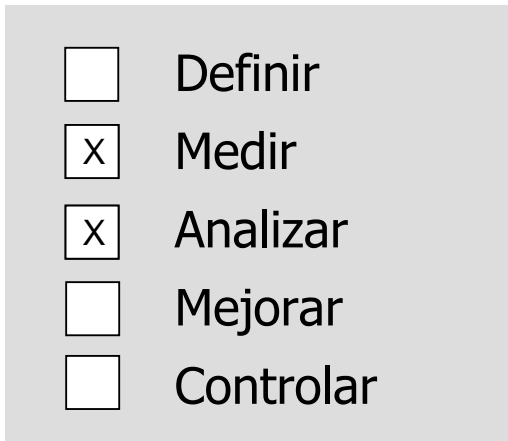 Definir
X Medir
X Analizar
Mejorar
Controlar